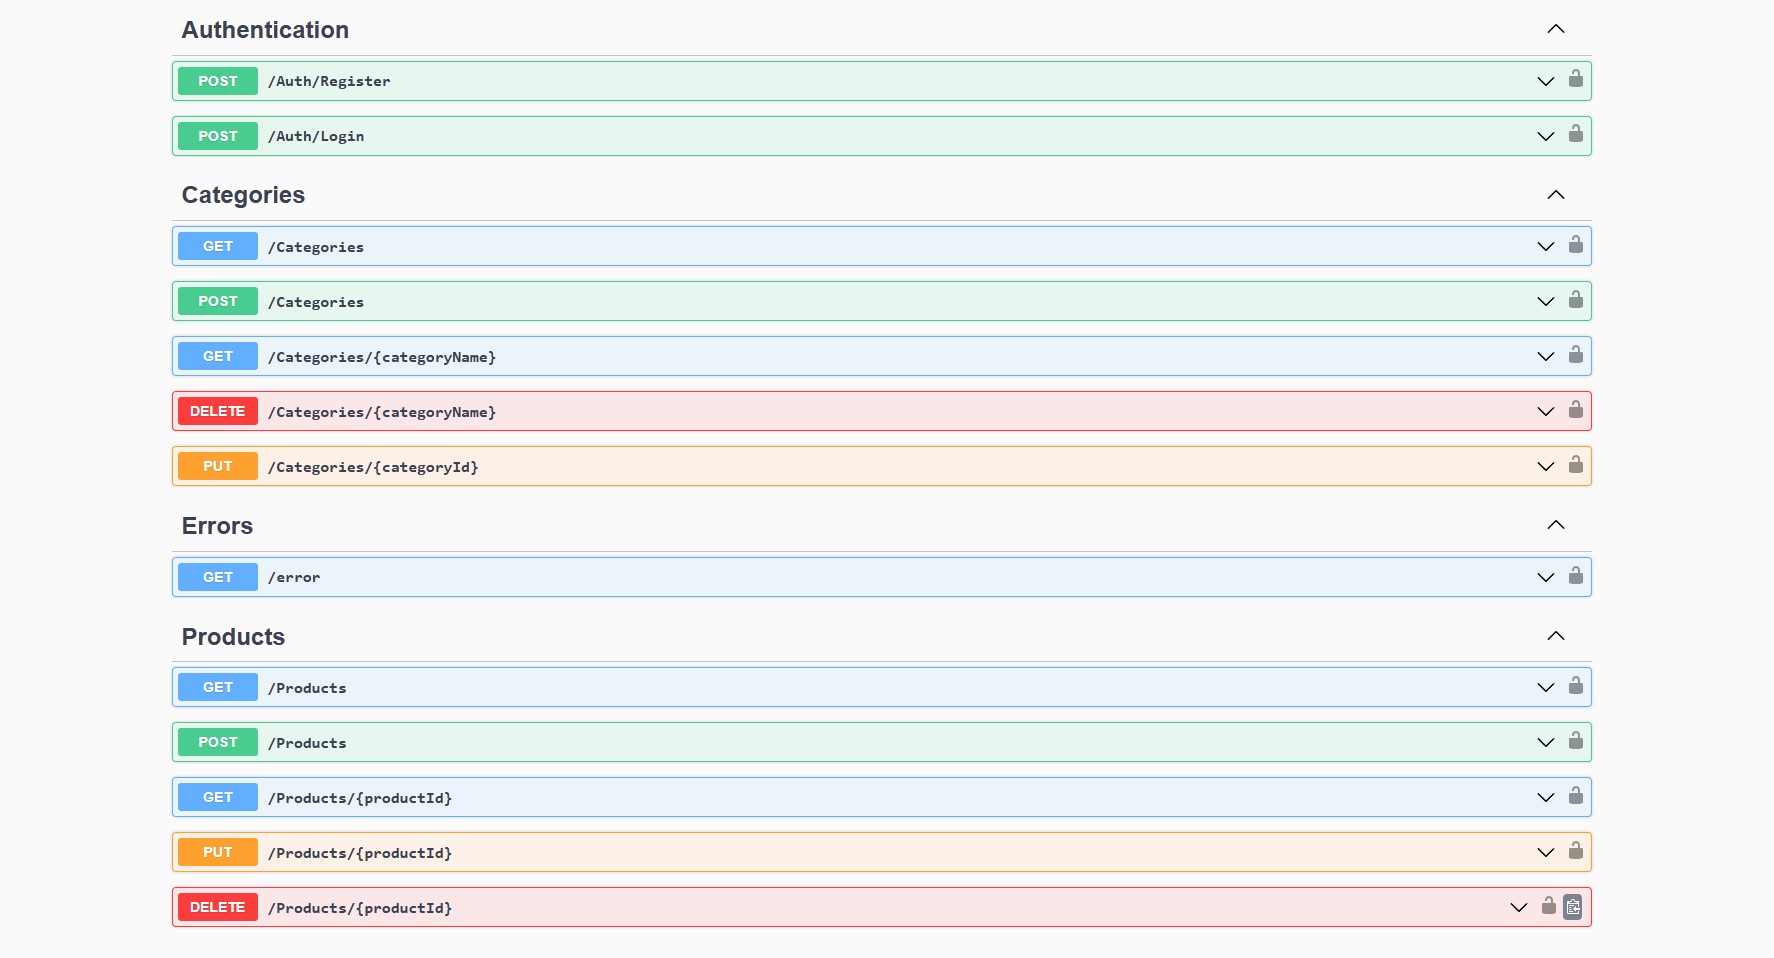 Authentication
POST /Auth/Register
POST /Auth/Login
Categories
GET /Categories
POST /Categories
GET /Categories/{categoryName}
DELETE /Categories/{categoryName}
PUT /Categories/{categoryId}
Errors
GET /error
Products
GET /Products
POST /Products
GET /Products/{productId}
PUT /Products/{productId}
DELETE /Products/{productId}